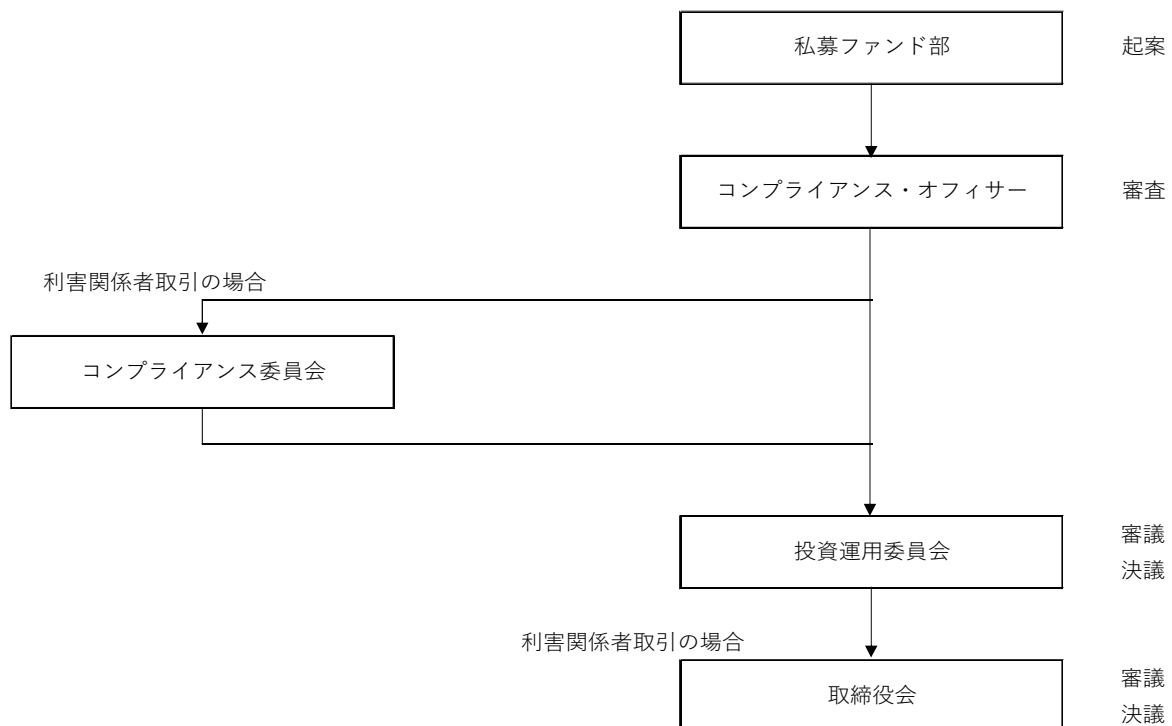 私募ファンド部
起案
コンプライアンス・オフィサー
審査
利害関係者取引の場合
コンプライアンス委員会
投資運用委員会
審議
決議
利害関係者取引の場合
取締役会
審議
決議